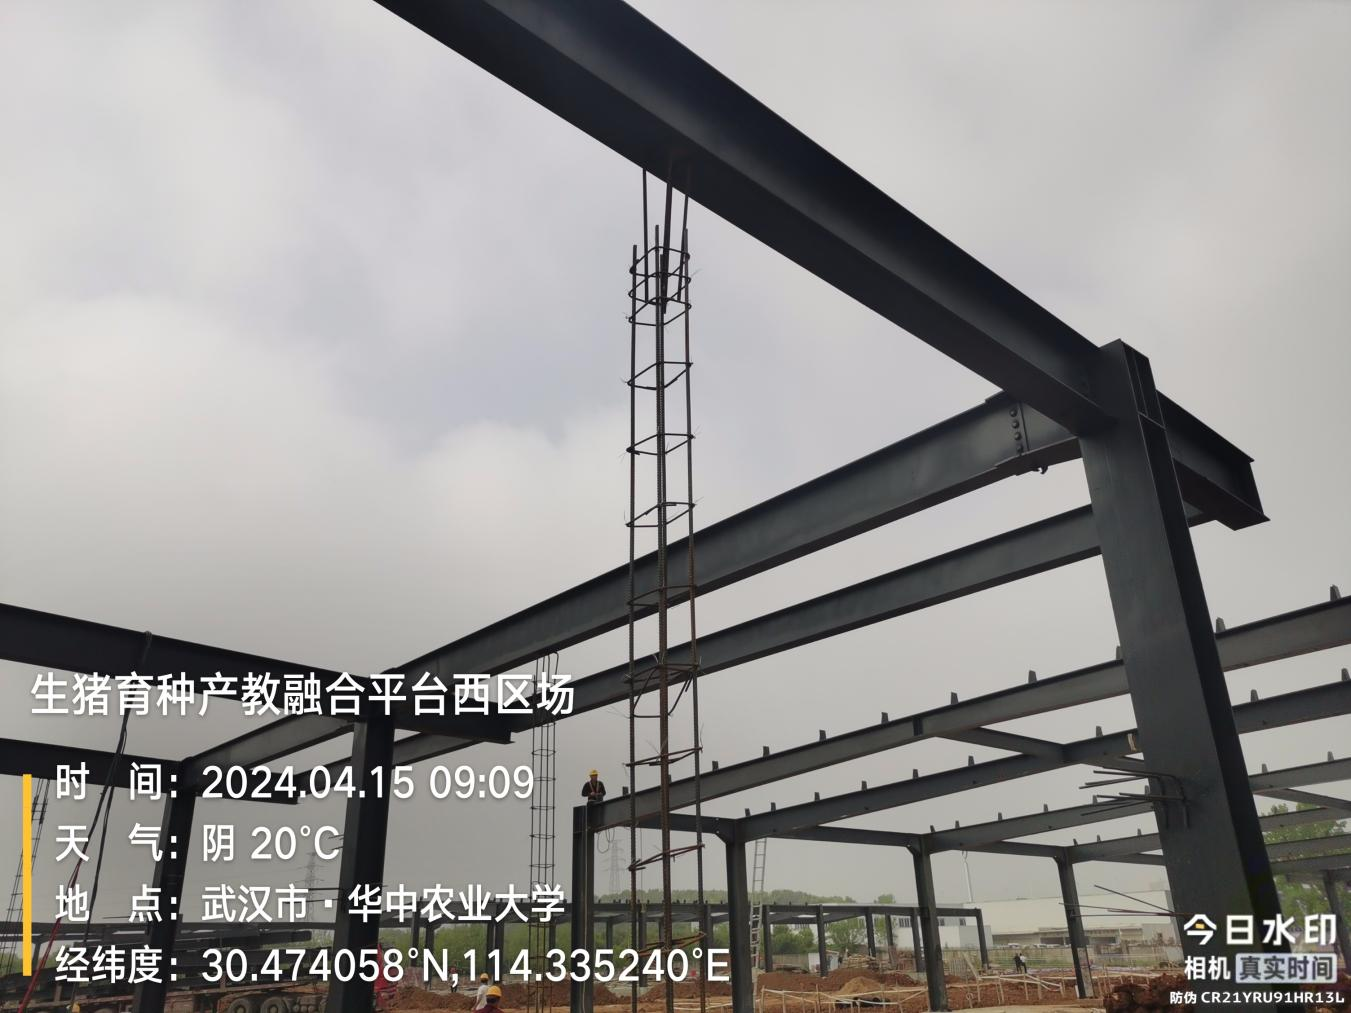 生猪育种产教融合平台西区场
时 间：2024.04.15 09:09
天 气：阴 20℃
地 点：武汉市·华中农业大学
经纬度：30.474058°N,114.335240°E
今日水印
相机 真实时间
防伪 CR21YRU91HR13L